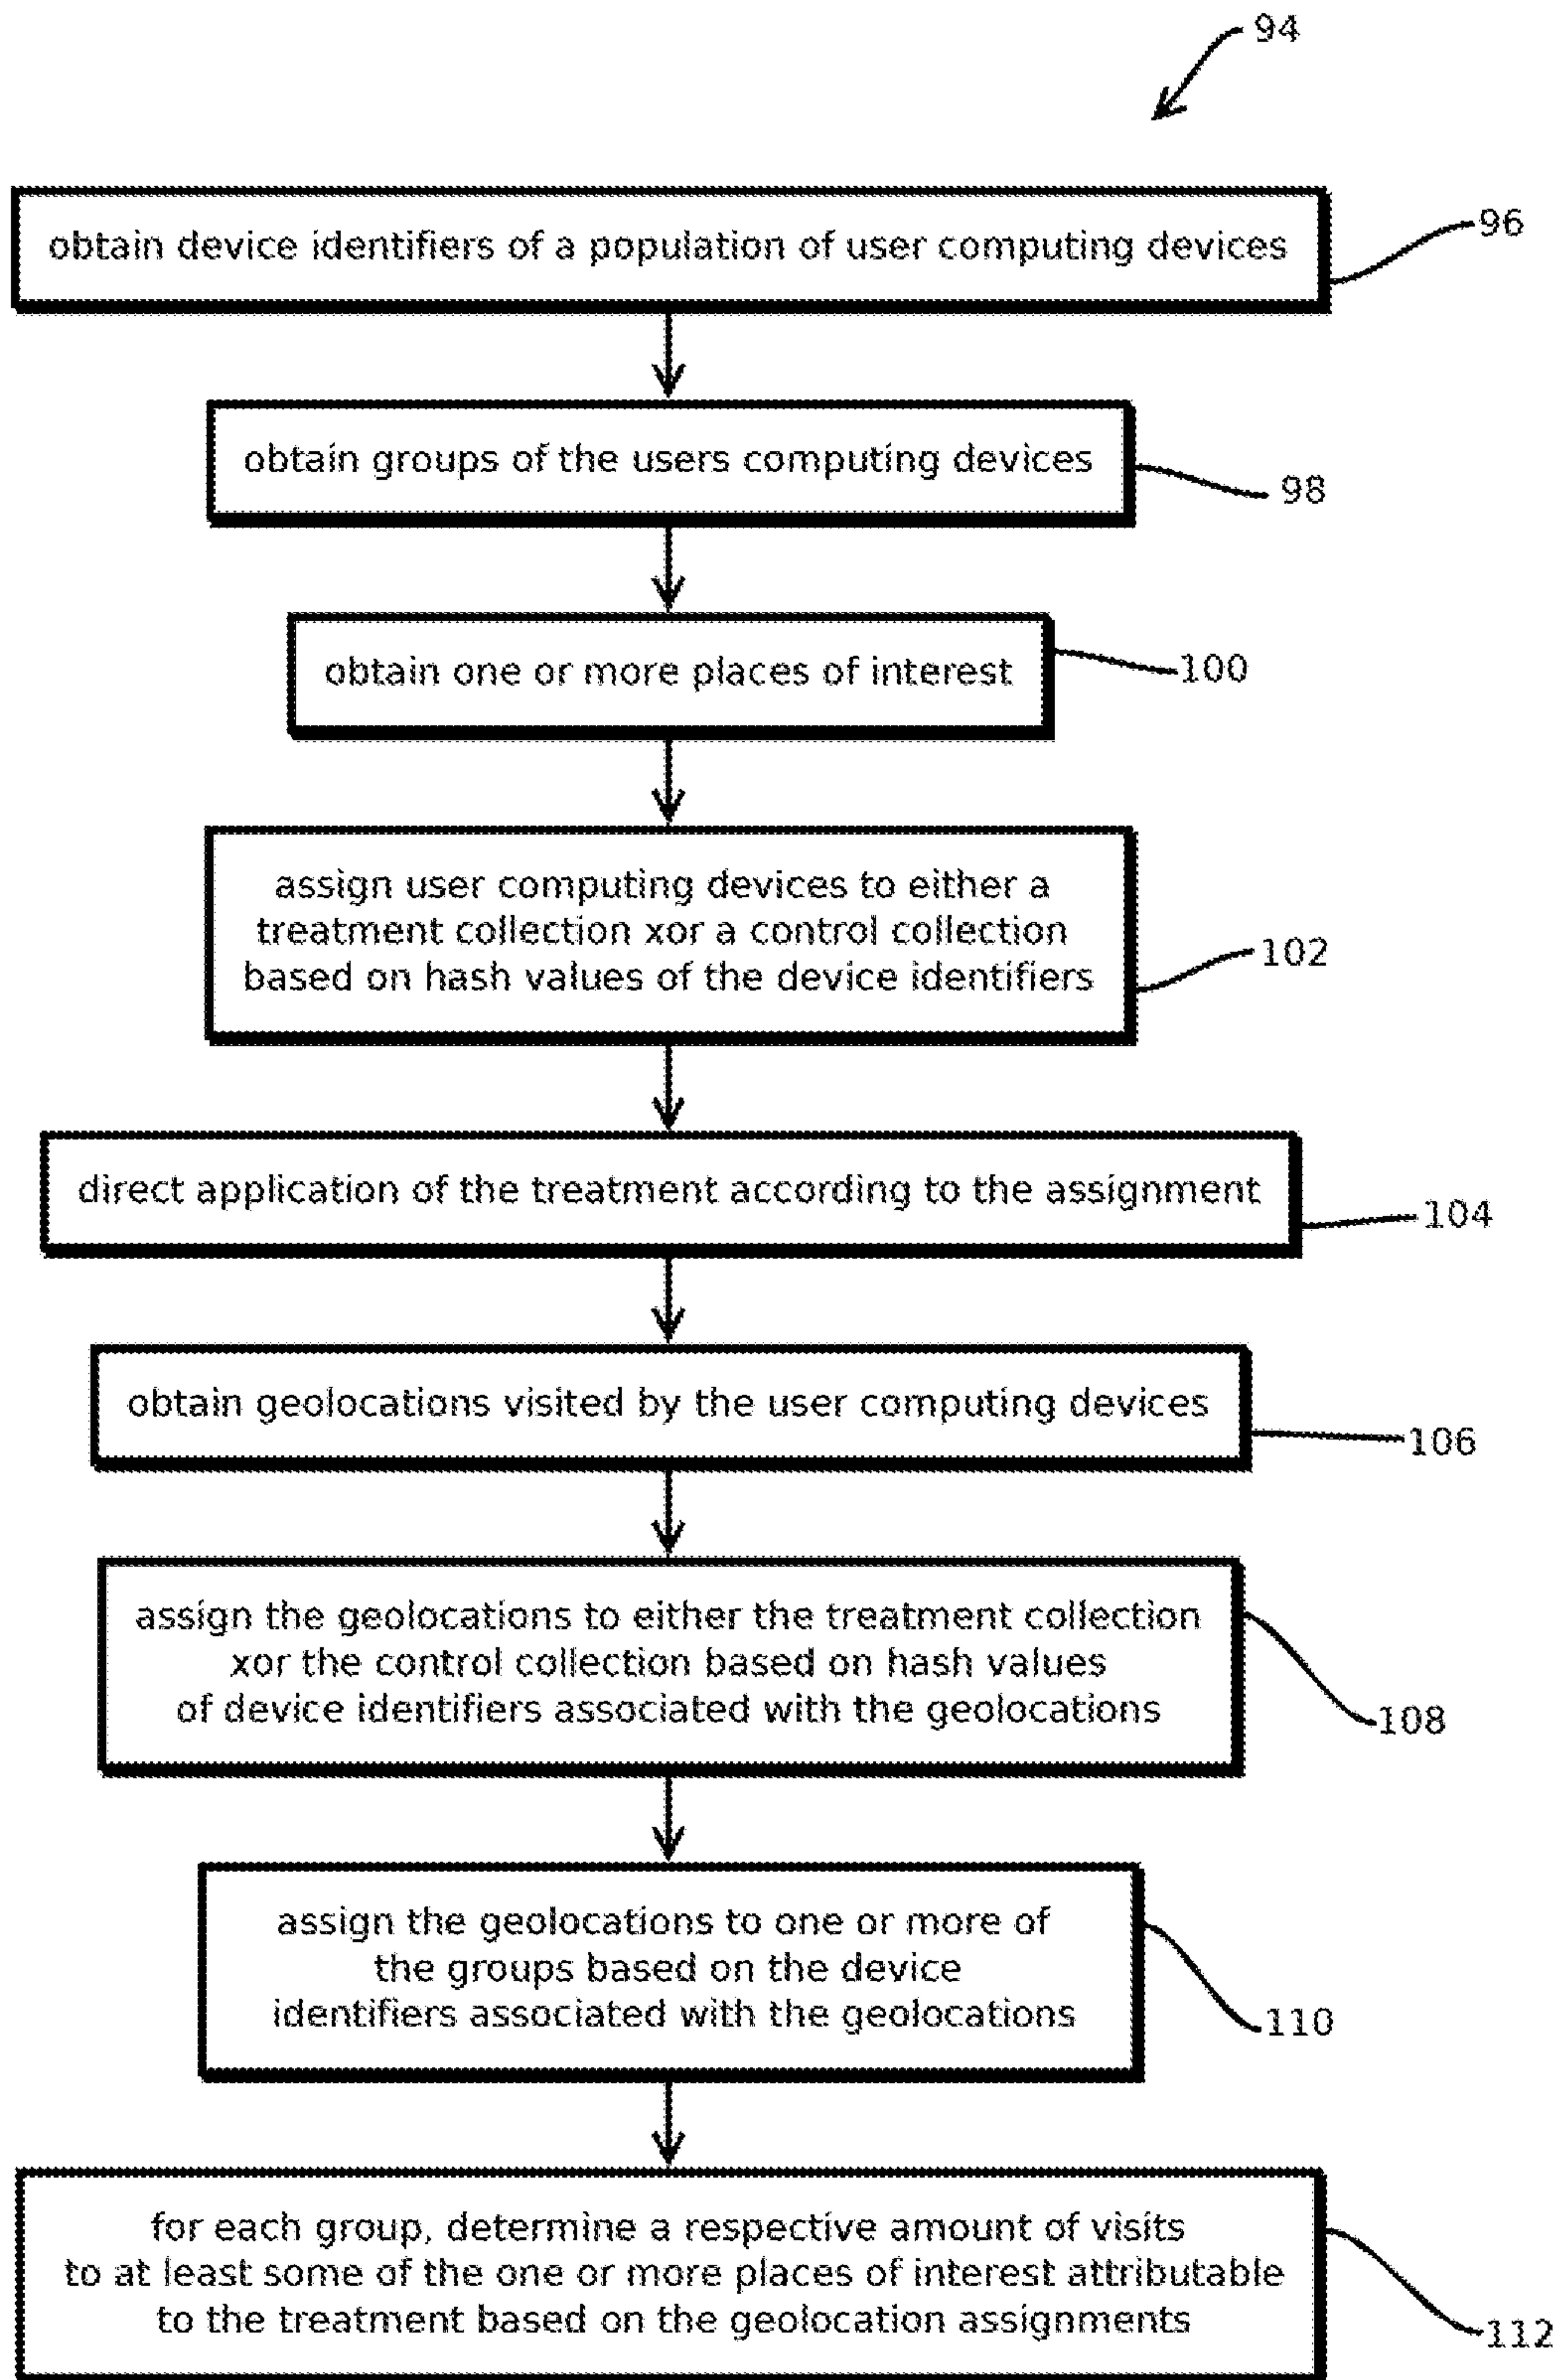 94
obtain device identifiers of a population of user computing devices
96
obtain groups of the users computing devices
98
obtain one or more places of interest
100
assign user computing devices to either a
treatment collection xor a control collection
based on hash values of the device identifiers
102
direct application of the treatment according to the assignment
104
obtain geolocations visited by the user computing devices
106
assign the geolocations to either the treatment collection
xor the control collection based on hash values
of device identifiers associated with the geolocations
108
assign the geolocations to one or more of
the groups based on the device
identifiers associated with the geolocations
110
for each group, determine a respective amount of visits
to at least some of the one or more places of interest attributable
to the treatment based on the geolocation assignments
112